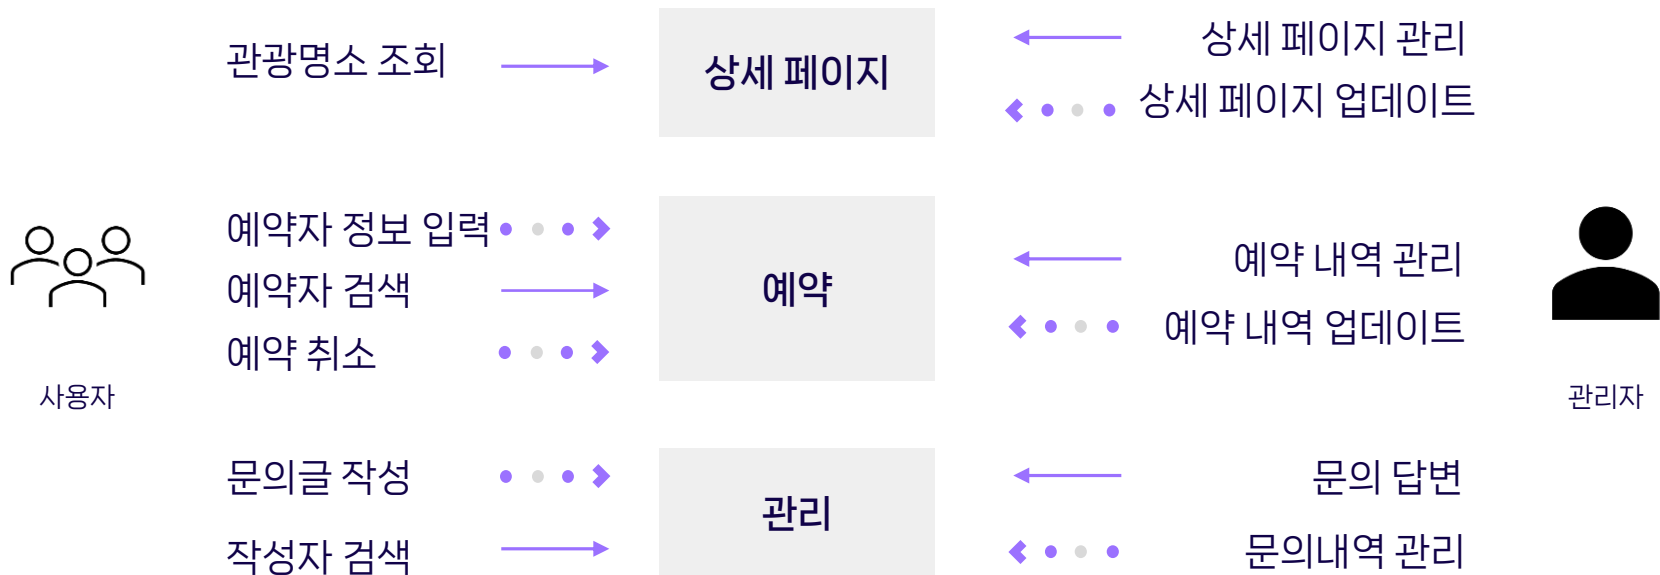 관광명소 조회
상세 페이지
상세 페이지 관리
상세 페이지 업데이트
예약자 정보 입력
예약자 검색
예약 취소
예약
예약 내역 관리
예약 내역 업데이트
사용자
관리자
문의글 작성
작성자 검색
관리
문의 답변
문의내역 관리